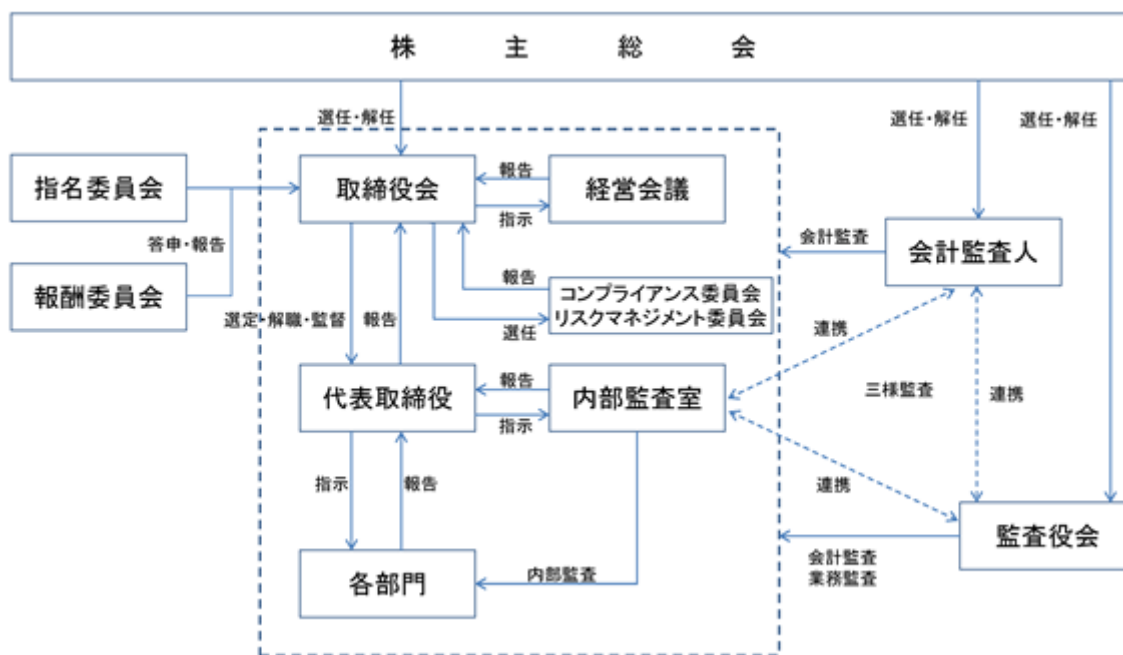 株主総会
選任・解任
選任・解任
選任・解任
指名委員会
取締役会
報告
指示
経営会議
答申・報告
会計監査
会計監査人
報酬委員会
報告
コンプライアンス委員会
リスクマネジメント委員会
選定・解職・監督
報告
選任
連携
代表取締役
報告
指示
内部監査室
三様監査
連携
指示
報告
連携
監査役会
各部門
内部監査
会計監査
業務監査